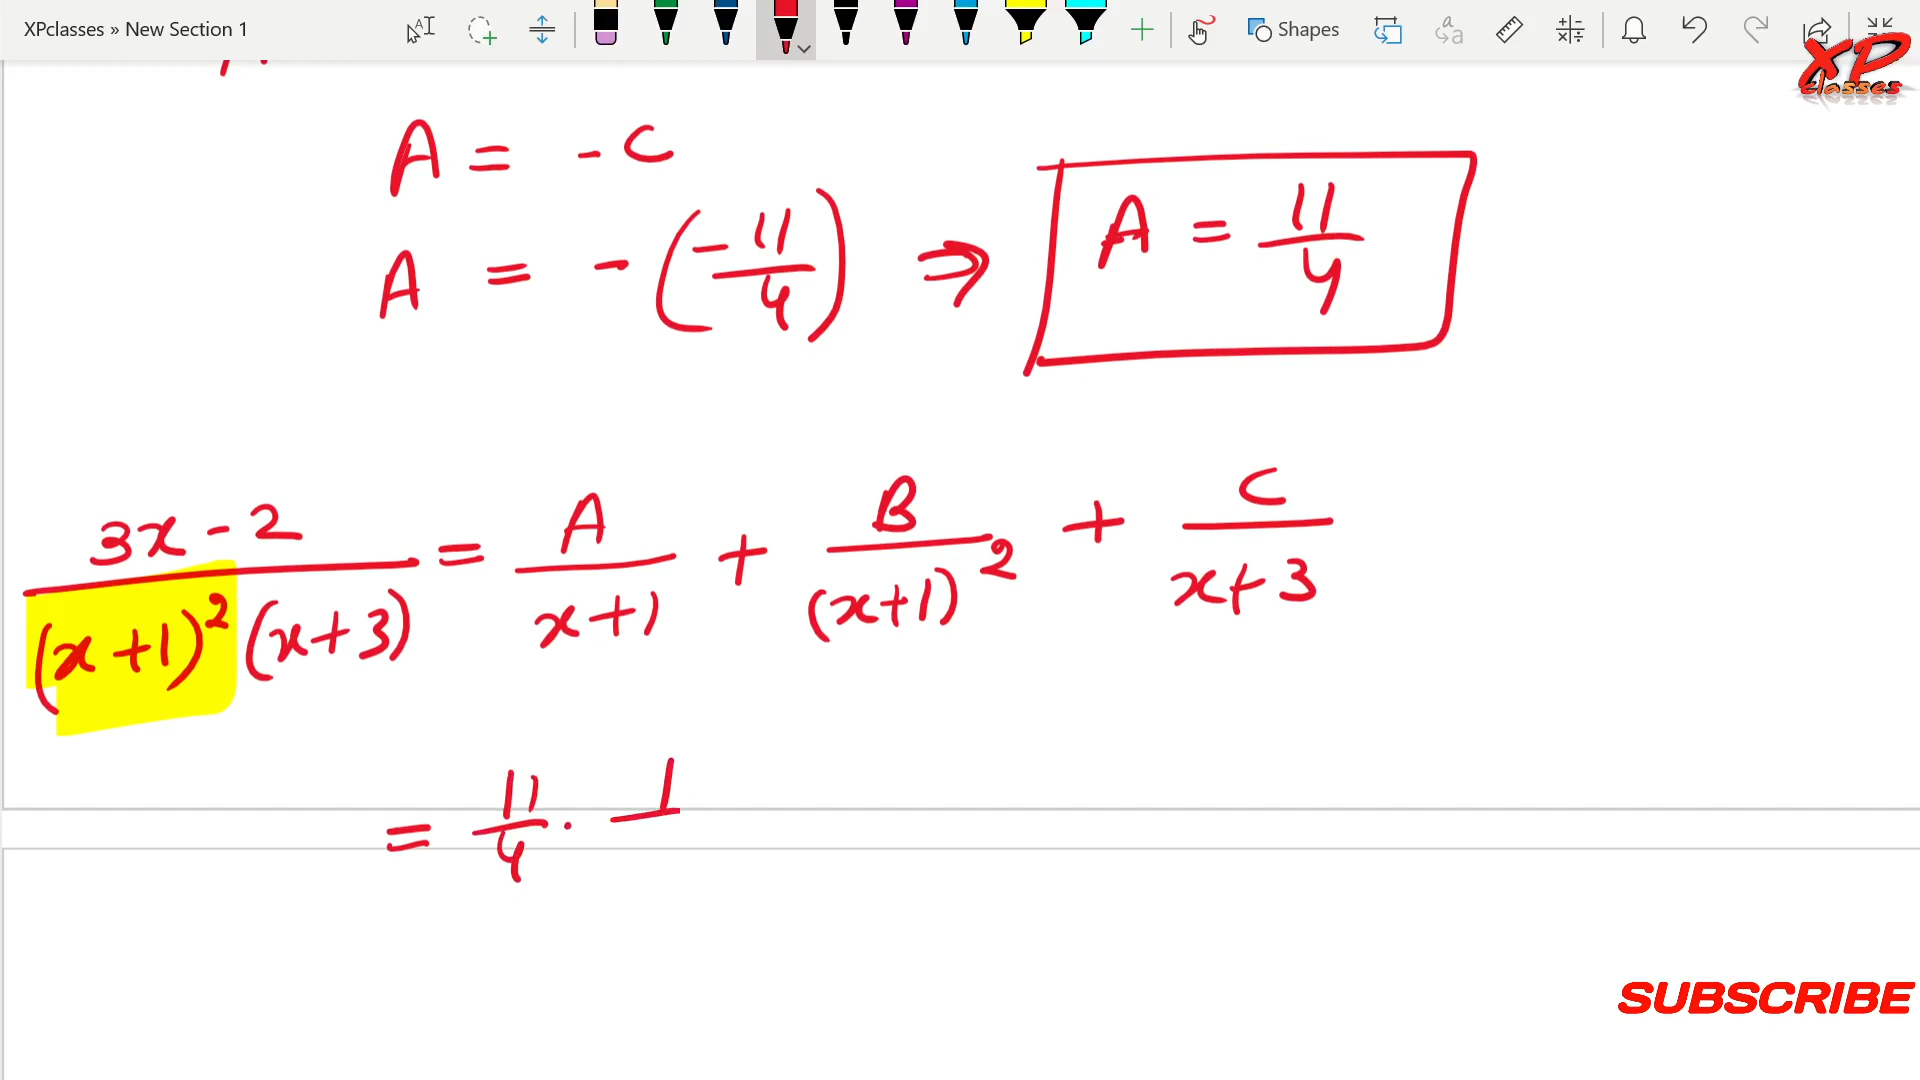 XPclasses » New Section 1
Shapes
XP
classes
A = - C
A = - (-11/4) ⇒ A = 11/4
3x - 2 / (x+1)² (x+3) = A / x+1 + B / (x+1)² + C / x+3
= 11/4 · 1
SUBSCRIBE